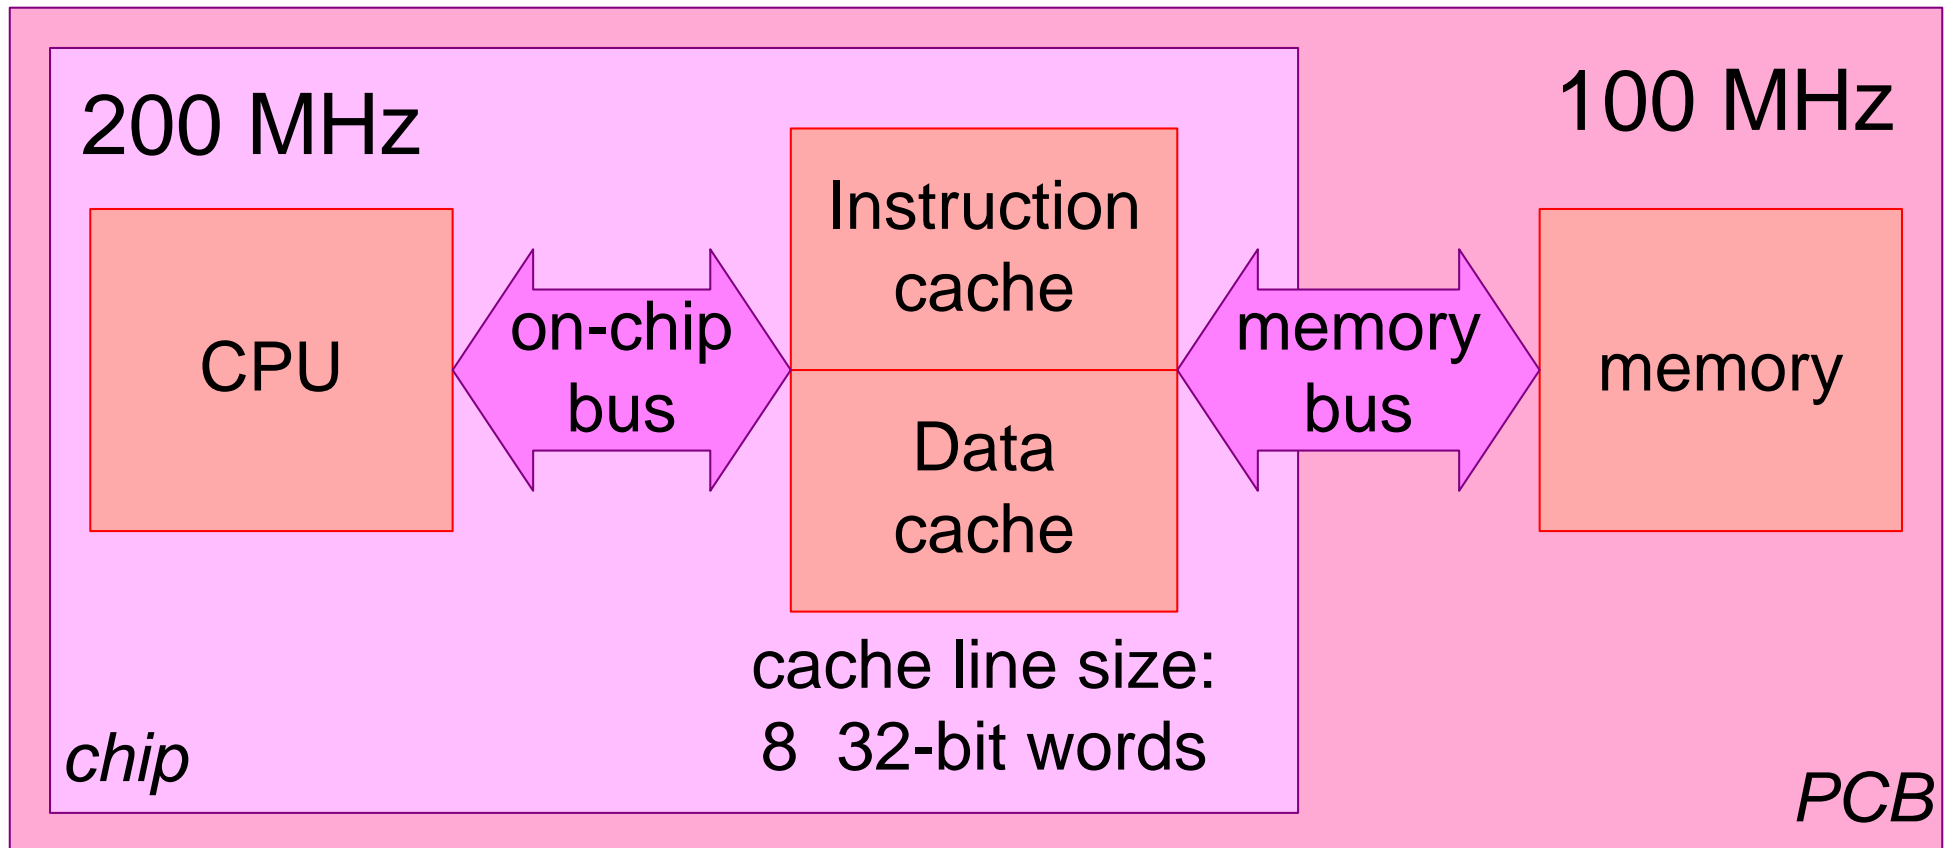 200 MHz
100 MHz
CPU
on-chip
bus
Instruction
cache
Data
cache
memory
bus
memory
cache line size:
8 32-bit words
chip
PCB